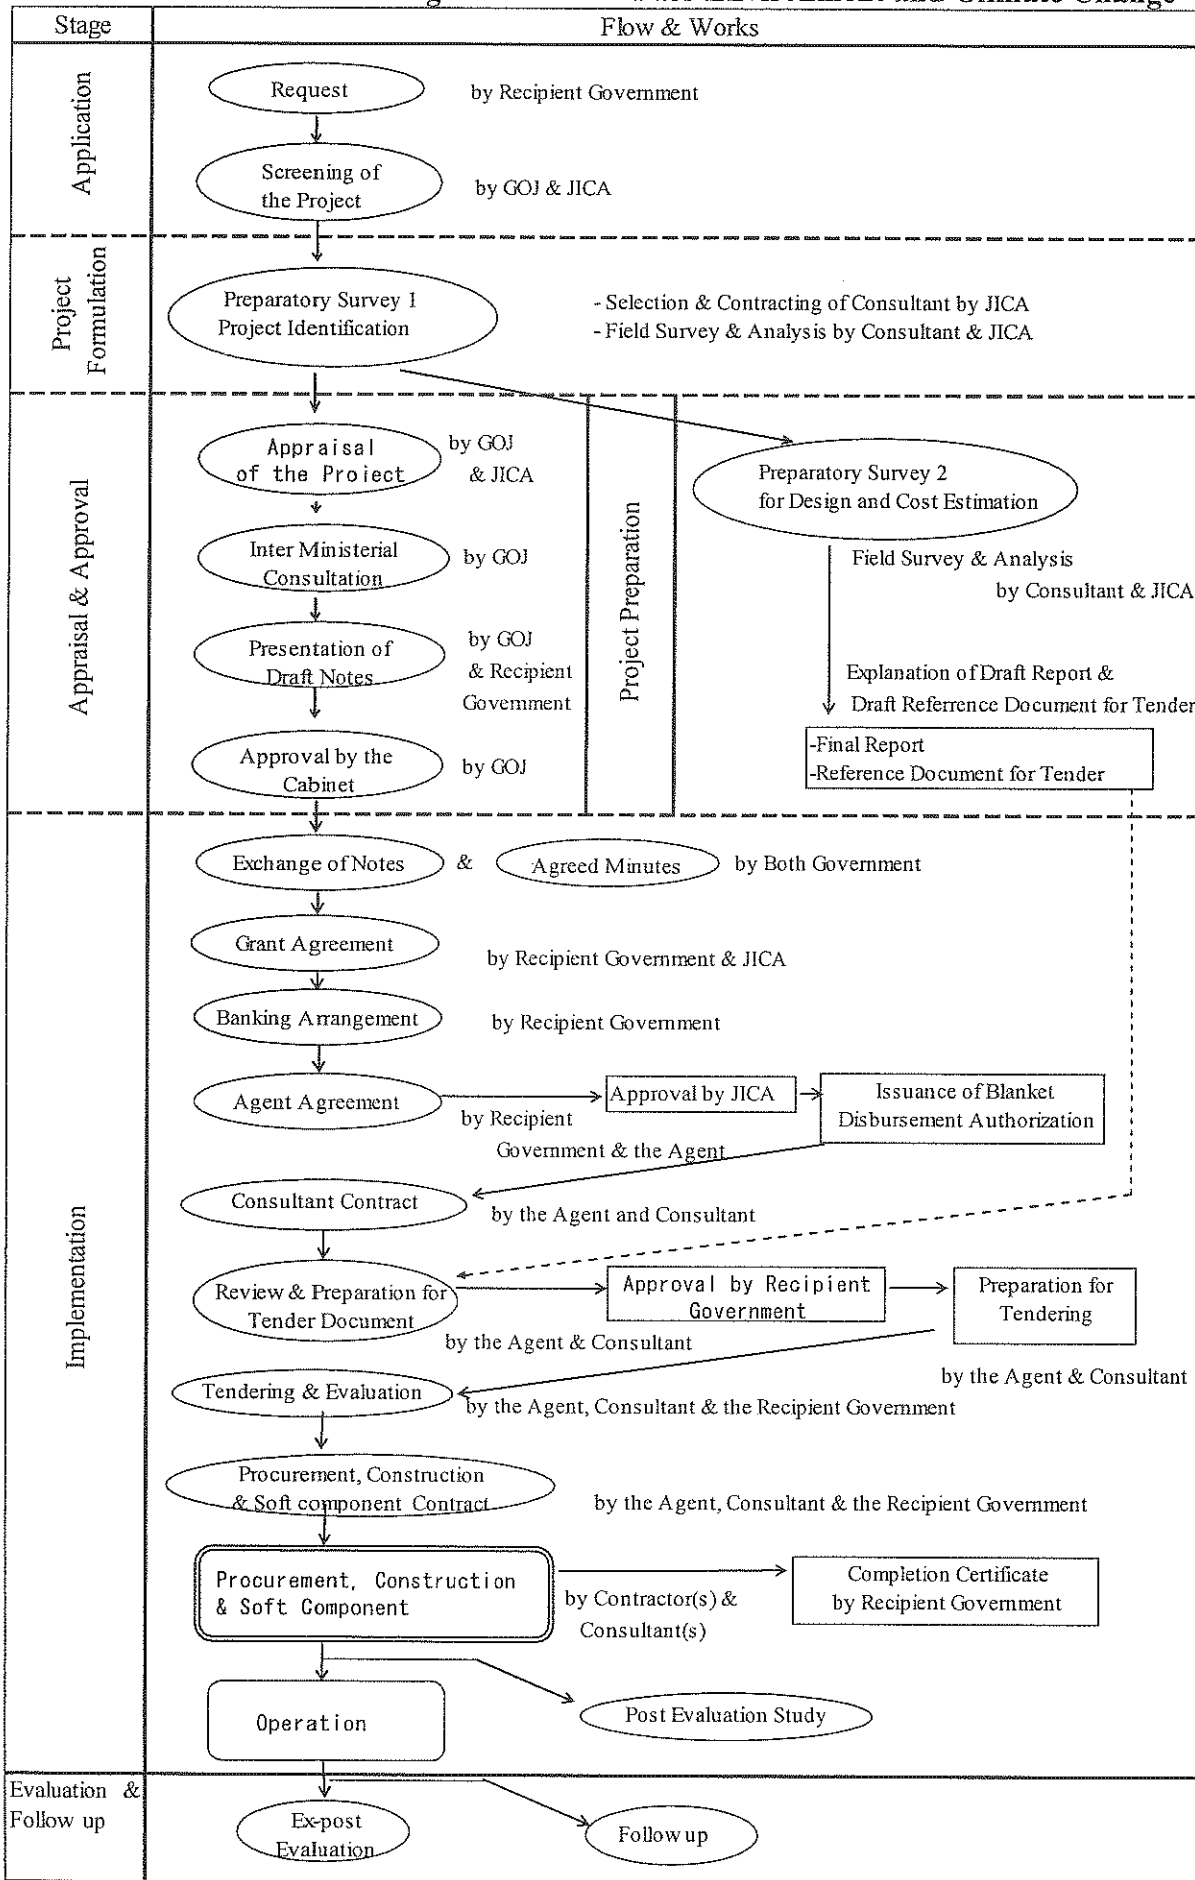 and Climate Change
Stage
Flow & Works
Application
Request
by Recipient Government
Screening of
the Project
by GOJ & JICA
Project
Formulation
Preparatory Survey 1
Project Identification
- Selection & Contracting of Consultant by JICA
- Field Survey & Analysis by Consultant & JICA
Appraisal & Approval
Appraisal
of the Project
by GOJ
& JICA
Inter Ministerial
Consultation
by GOJ
Presentation of
Draft Notes
by GOJ
& Recipient
Government
Approval by the
Cabinet
by GOJ
Project Preparation
Preparatory Survey 2
for Design and Cost Estimation
Field Survey & Analysis
by Consultant & JICA
Explanation of Draft Report &
Draft Referrence Document for Tender
-Final Report
-Reference Document for Tender
Implementation
Exchange of Notes
&
Agreed Minutes
by Both Government
Grant Agreement
by Recipient Government & JICA
Banking Arrangement
by Recipient Government
Agent Agreement
by Recipient
Government & the Agent
Approval by JICA
Issuance of Blanket
Disbursement Authorization
Consultant Contract
by the Agent and Consultant
Review & Preparation for
Tender Document
by the Agent & Consultant
Approval by Recipient
Government
Preparation for
Tendering
by the Agent & Consultant
Tendering & Evaluation
by the Agent, Consultant & the Recipient Government
Procurement, Construction
& Soft component Contract
by the Agent, Consultant & the Recipient Government
Procurement, Construction
& Soft Component
by Contractor(s) &
Consultant(s)
Completion Certificate
by Recipient Government
Operation
Post Evaluation Study
Evaluation &
Follow up
Ex-post
Evaluation
Follow up